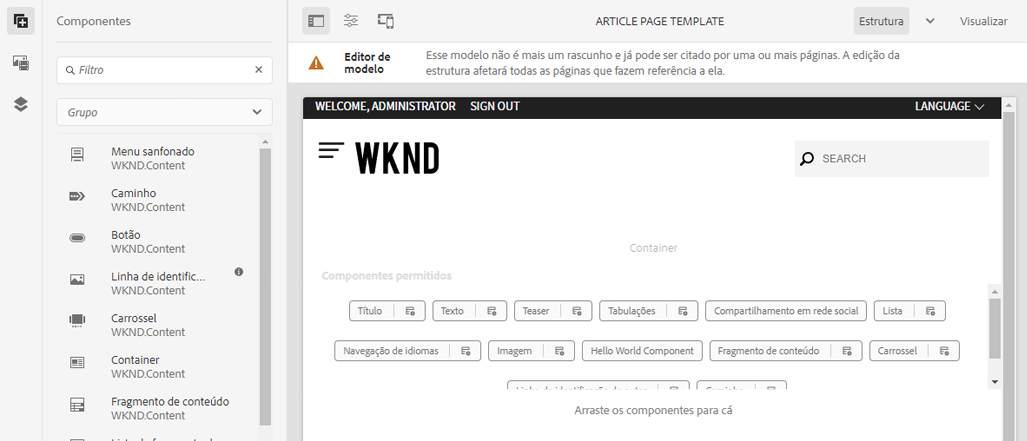 Componentes
ARTICLE PAGE TEMPLATE
Estrutura
Visualizar
Filtro
Grupo
Menu sanfonado
WKND.Content
Caminho
WKND.Content
Botão
WKND.Content
Linha de identific...
WKND.Content
Carrossel
WKND.Content
Container
WKND.Content
Fragmento de conteúdo
WKND.Content
Editor de
modelo
Esse modelo não é mais um rascunho e já pode ser citado por uma ou mais páginas. A edição da
estrutura afetará todas as páginas que fazem referência a ela.
WELCOME, ADMINISTRATOR SIGN OUT LANGUAGE
WKND
SEARCH
Container
Componentes permitidos
Título Texto Teaser Tabulações Compartilhamento em rede social Lista
Navegação de idiomas Imagem Hello World Component Fragmento de conteúdo Carrossel
Arraste os componentes para cá